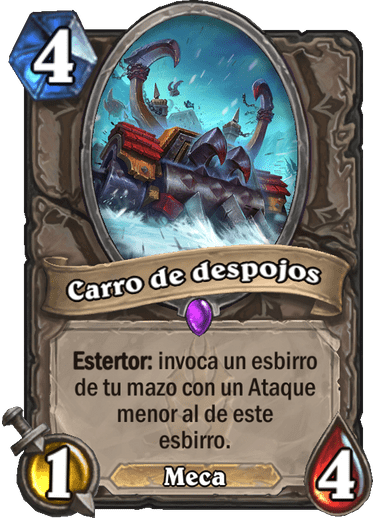 4
Carro de despojos
Estertor: invoca un esbirro
de tu mazo con un Ataque
menor al de este
esbirro.
1
Meca
4